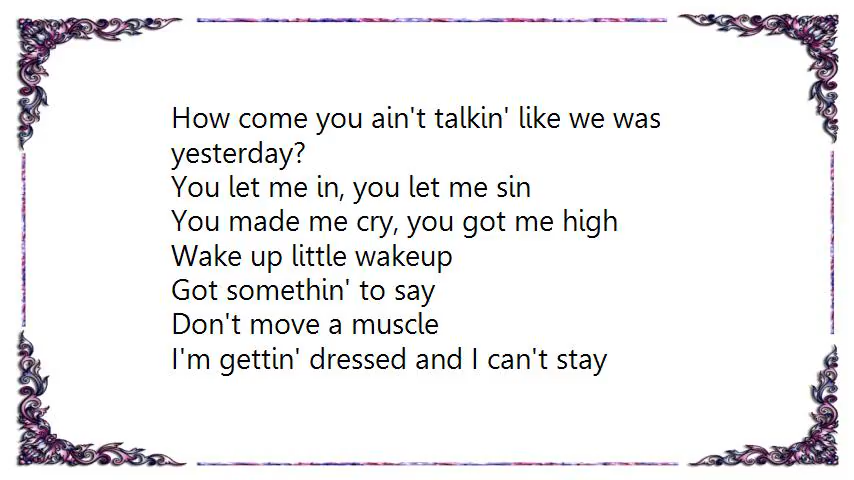 How come you ain't talkin' like we was
yesterday?
You let me in, you let me sin
You made me cry, you got me high
Wake up little wakeup
Got somethin' to say
Don't move a muscle
I'm gettin' dressed and I can't stay